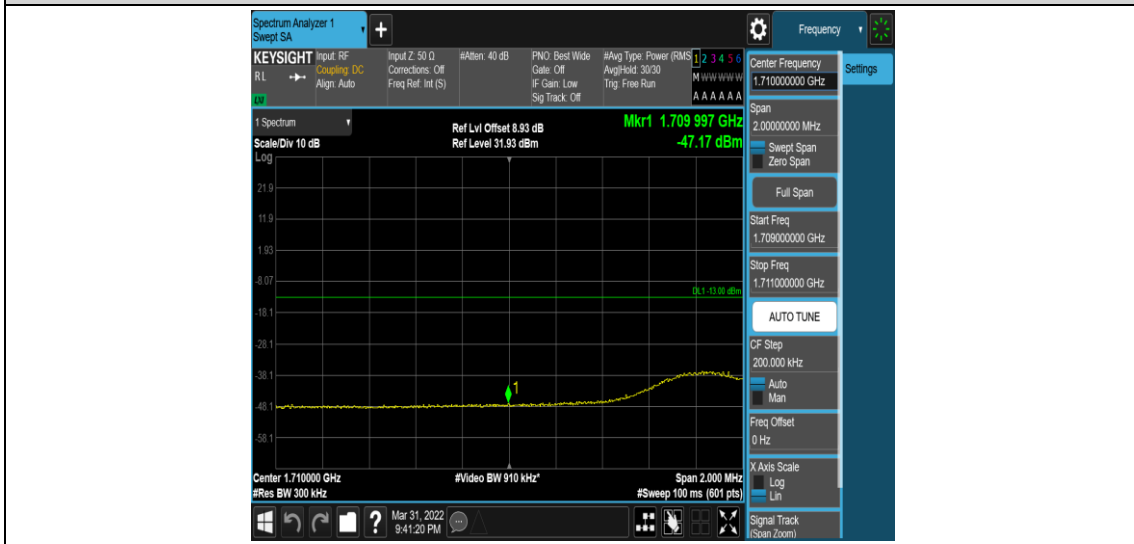 Spectrum Analyzer 1
Swept SA
+
Frequency
KEYSIGHT
RL
Input: RF
Coupling: DC
Align: Auto
Input Z: 50 Ω
Corrections: Off
Freq Ref: Int (S)
#Atten: 40 dB
PNO: Best Wide
Gate: Off
IF Gain: Low
Sig Track: Off
#Avg Type: Power (RMS
Avg|Hold: 30/30
Trig: Free Run
1 2 3 4 5 6
M W W W W W
A A A A A A
1 Spectrum
Scale/Div 10 dB
Log
Ref Lvl Offset 8.93 dB
Ref Level 31.93 dBm
Mkr1 1.709 997 GHz
-47.17 dBm
21.9
11.9
1.93
-8.07
DL1 -13.00 dBm
-18.1
-28.1
-38.1
1
-48.1
-58.1
Center 1.710000 GHz
#Res BW 300 kHz
#Video BW 910 kHz*
Span 2.000 MHz
#Sweep 100 ms (601 pts)
Center Frequency
1.710000000 GHz
Settings
Span
2.00000000 MHz
Swept Span
Zero Span
Full Span
Start Freq
1.709000000 GHz
Stop Freq
1.711000000 GHz
AUTO TUNE
CF Step
200.000 kHz
Auto
Man
Freq Offset
0 Hz
X Axis Scale
Log
Lin
Signal Track
(Span Zoom)
?
Mar 31, 2022
9:41:20 PM